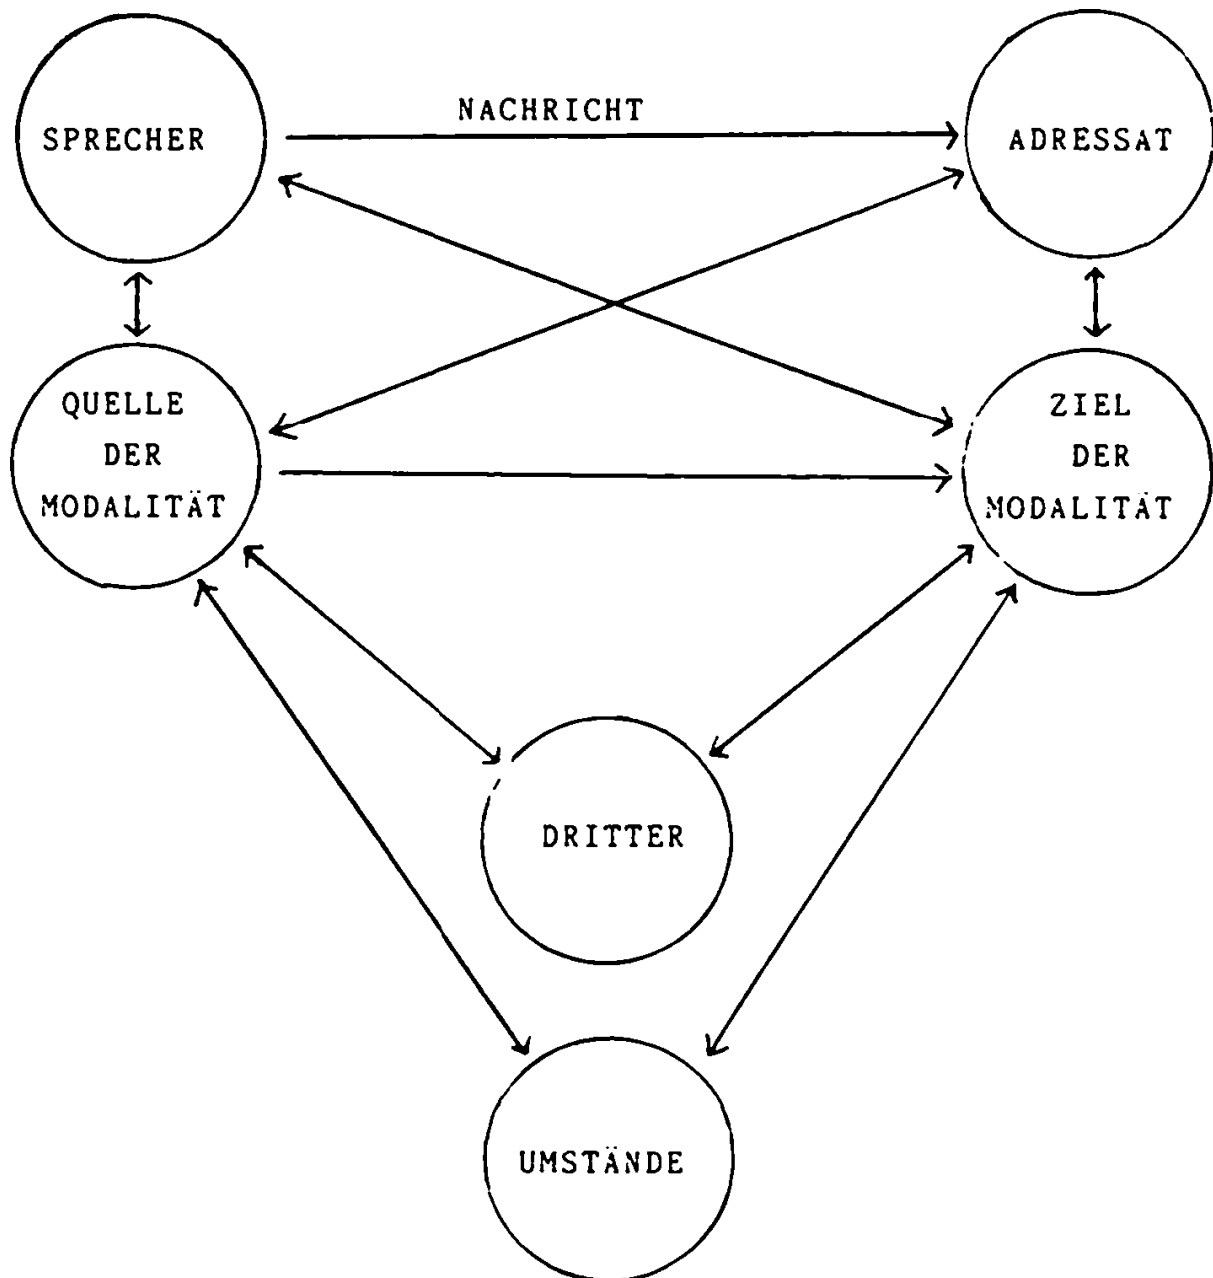 NACHRICHT
SPRECHER
ADRESSAT
QUELLE
DER
MODALITÄT
ZIEL
DER
MODALITÄT
DRITTER
UMSTÄNDE